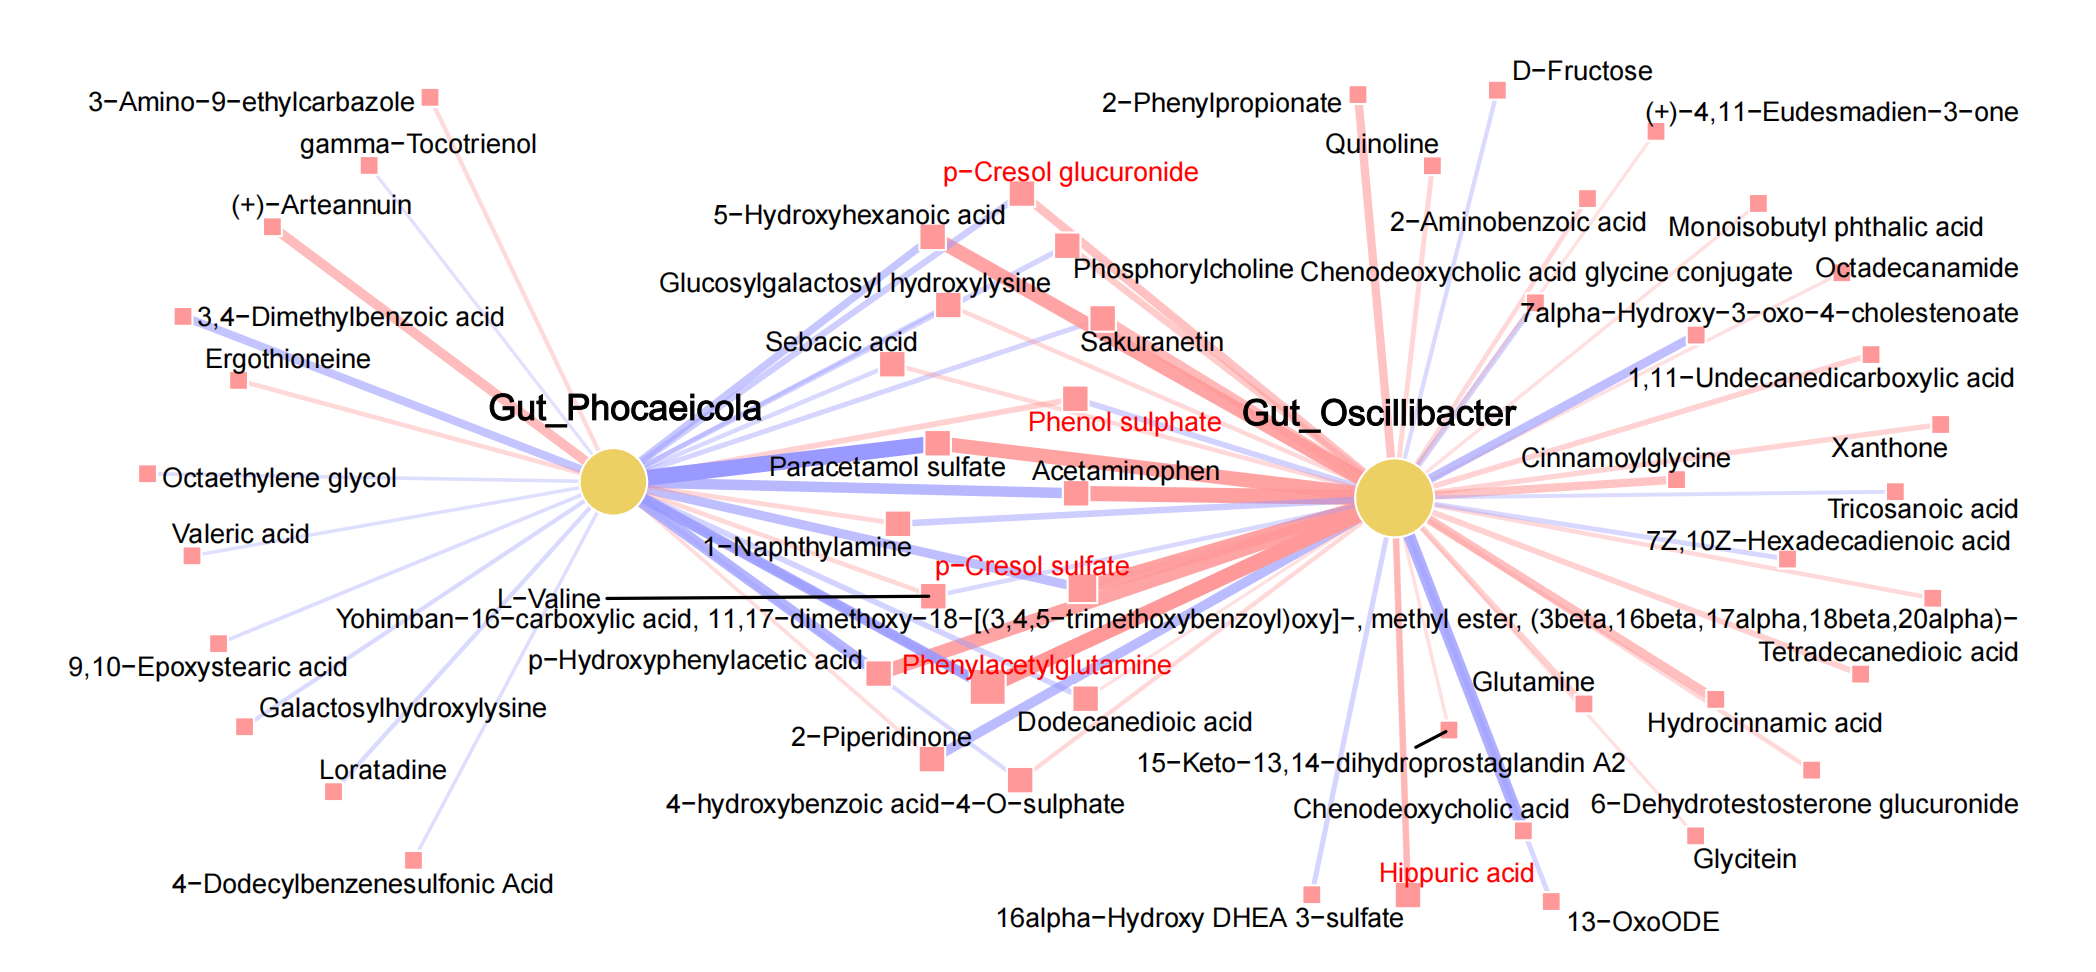 D−Fructose
3−Amino−9−ethylcarbazole
2−Phenylpropionate
(+)−4,11−Eudesmadien−3−one
gamma−Tocotrienol
Quinoline
p−Cresol glucuronide
(+)−Arteannuin
5−Hydroxyhexanoic acid
2−Aminobenzoic acid
Monoisobutyl phthalic acid
Glucosylgalactosyl hydroxylysine
Phosphorylcholine
Chenodeoxycholic acid glycine conjugate
Octadecanamide
3,4−Dimethylbenzoic acid
7alpha−Hydroxy−3−oxo−4−cholestenoate
Sebacic acid
Sakuranetin
Ergothioneine
1,11−Undecanedicarboxylic acid
Gut_Phocaeicola
Gut_Oscillibacter
Phenol sulphate
Xanthone
Cinnamoylglycine
Paracetamol sulfate
Acetaminophen
Octaethylene glycol
Tricosanoic acid
Valeric acid
1−Naphthylamine
7Z,10Z−Hexadecadienoic acid
p−Cresol sulfate
L−Valine
Yohimban−16−carboxylic acid, 11,17−dimethoxy−18−[(3,4,5−trimethoxybenzoyl)oxy]−, methyl ester, (3beta,16beta,17alpha,18beta,20alpha)−
9,10−Epoxystearic acid
p−Hydroxyphenylacetic acid
Phenylacetylglutamine
Tetradecanedioic acid
Glutamine
Galactosylhydroxylysine
Dodecanedioic acid
Hydrocinnamic acid
2−Piperidinone
15−Keto−13,14−dihydroprostaglandin A2
Loratadine
4−hydroxybenzoic acid−4−O−sulphate
Chenodeoxycholic acid
6−Dehydrotestosterone glucuronide
Glycitein
Hippuric acid
4−Dodecylbenzenesulfonic Acid
16alpha−Hydroxy DHEA 3−sulfate
13−OxoODE